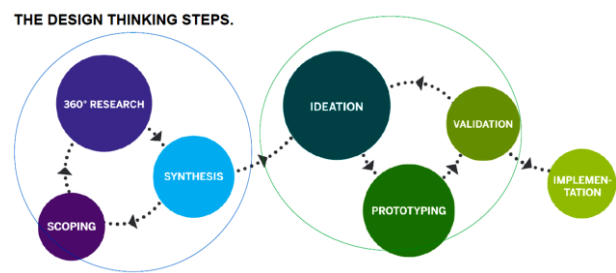 THE DESIGN THINKING STEPS.
360° RESEARCH
SYNTHESIS
SCOPING
IDEATION
PROTOTYPING
VALIDATION
IMPLEMEN-
TATION